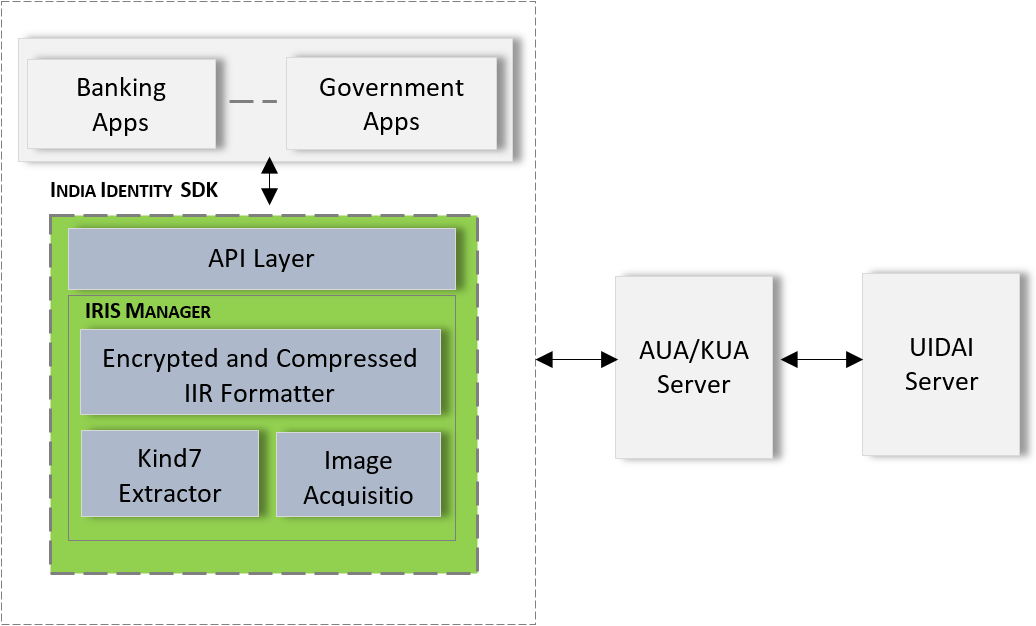 Banking
Apps
Government
Apps
INDIA IDENTITY SDK
API Layer
IRIS MANAGER
Encrypted and Compressed
IIR Formatter
Kind7
Extractor
Image
Acquisitio
AUA/KUA
Server
UIDAI
Server